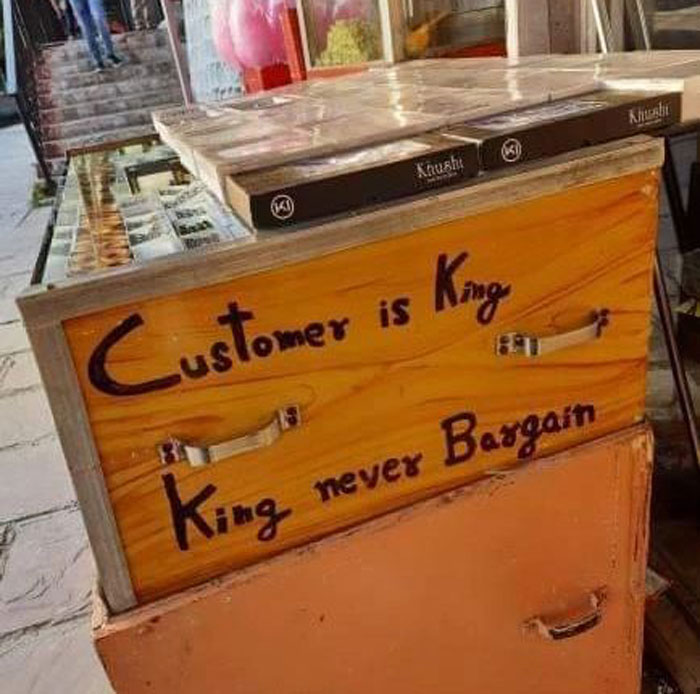 Khushi
Khushi
Customer is King
King never Bargain